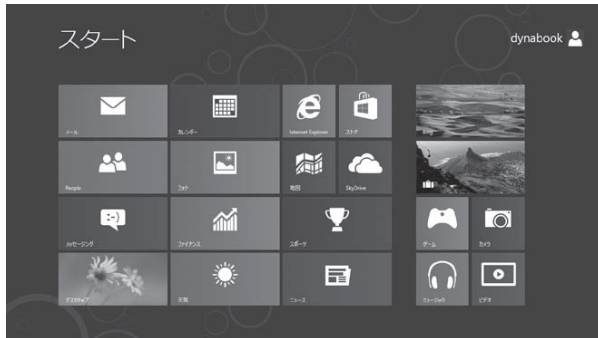 スタート
dynabook
メール
カレンダー
Internet Explorer
ストア
People
フォト
地図
SkyDrive
メッセージング
ファイナンス
スポーツ
ゲーム
カメラ
デスクトップ
天気
ニュース
ミュージック
ビデオ